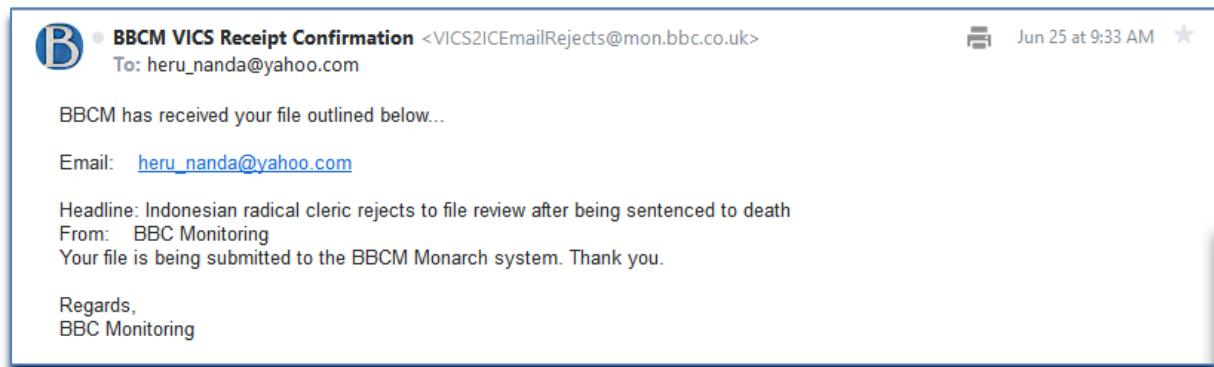 B
BBCM VICS Receipt Confirmation <VICS2ICEmailRejects@mon.bbc.co.uk>
Jun 25 at 9:33 AM
To: heru_nanda@yahoo.com
BBCM has received your file outlined below...
Email: heru_nanda@yahoo.com
Headline: Indonesian radical cleric rejects to file review after being sentenced to death
From: BBC Monitoring
Your file is being submitted to the BBCM Monarch system. Thank you.
Regards,
BBC Monitoring